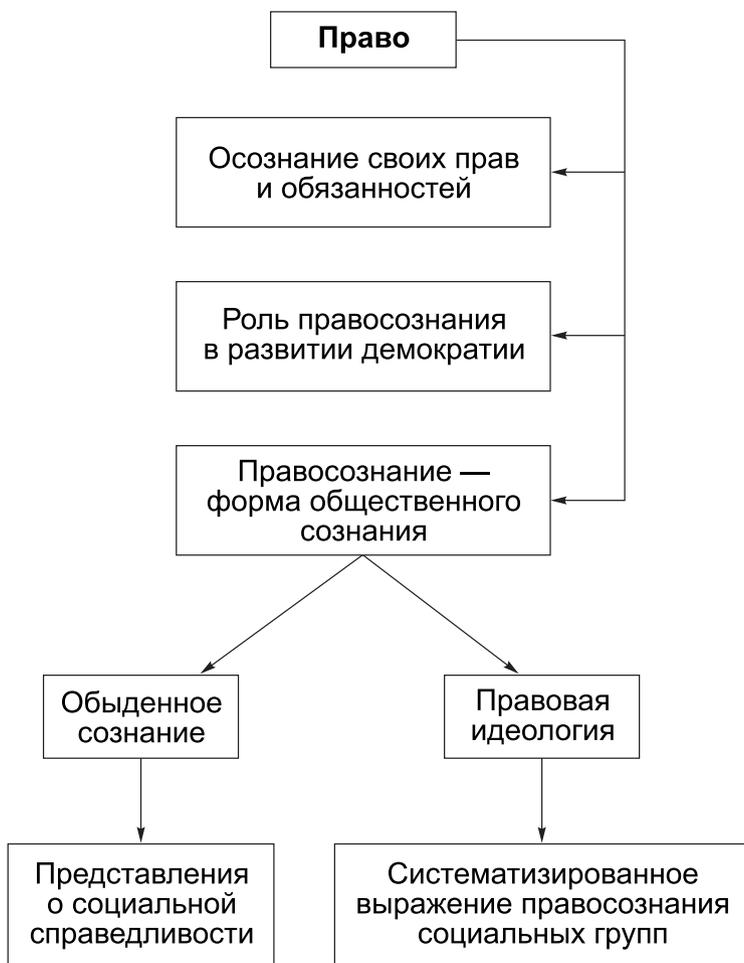 Право
Осознание своих прав
и обязанностей
Роль правосознания
в развитии демократии
Правосознание —
форма общественного
сознания
Обыденное
сознание
Правовая
идеология
Представления
о социальной
справедливости
Систематизированное
выражение правосознания
социальных групп